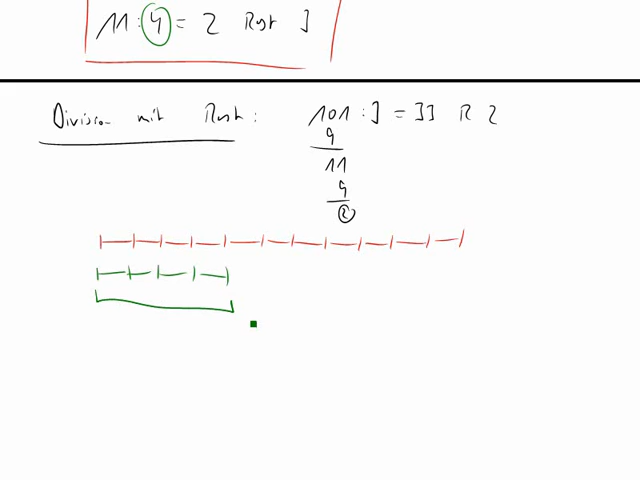 11 : 4 = 2 Rest 3
Division mit Rest : 101 : 3 = 33 R 2
9
11
9
2